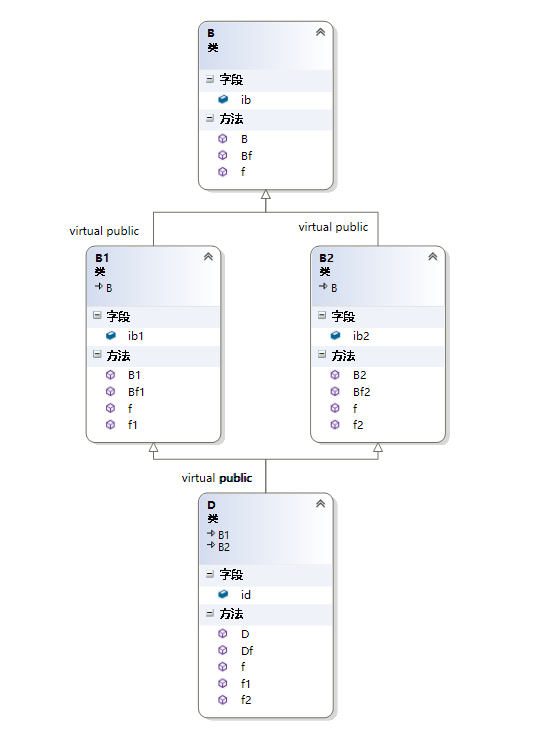 B
类
字段
ib
方法
B
Bf
f
virtual public
virtual public
B1
类
B
字段
ib1
方法
B1
Bf1
f
f1
B2
类
B
字段
ib2
方法
B2
Bf2
f
f2
virtual public
D
类
B1
B2
字段
id
方法
D
Df
f
f1
f2